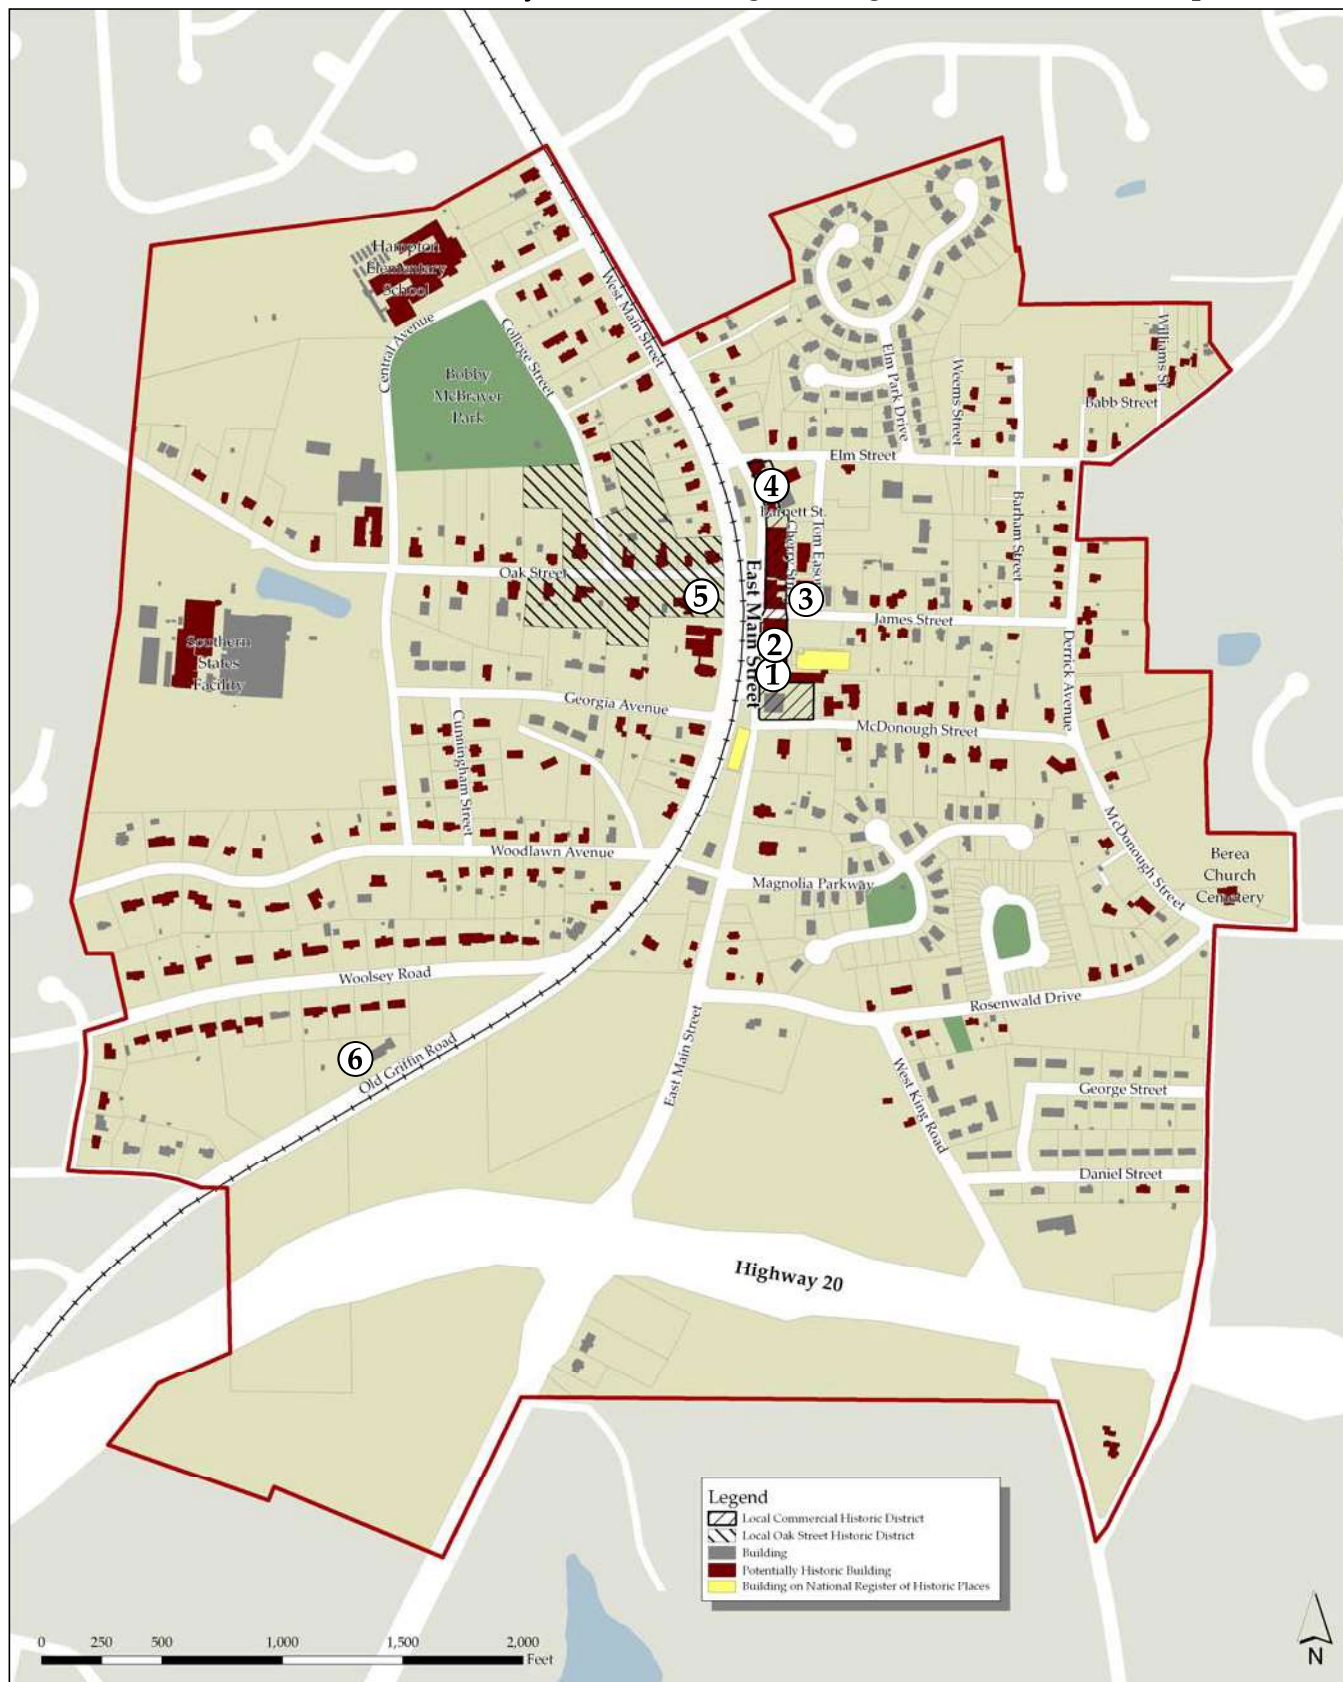 Hampton
Elementary
School
West Main Street
Central Avenue
College Street
Bobby
McBrayer
Park
Elm Park Drive
Weems Street
Williams St.
Babb Street
Elm Street
4
Barnett St.
Cherry
Tom Eason
Barham Street
Oak Street
5
East Main Street
3
James Street
2
1
Southern
States
Facility
Georgia Avenue
Derrick Avenue
McDonough Street
Cunningham Street
Woodlawn Avenue
Magnolia Parkway
McDonough Street
Berea
Church
Cemetery
Woolsey Road
Rosenwald Drive
6
Old Griffin Road
East Main Street
West King Road
George Street
Daniel Street
Highway 20
Legend
Local Commercial Historic District
Local Oak Street Historic District
Building
Potentially Historic Building
Building on National Register of Historic Places
0 250 500 1,000 1,500 2,000
Feet
N